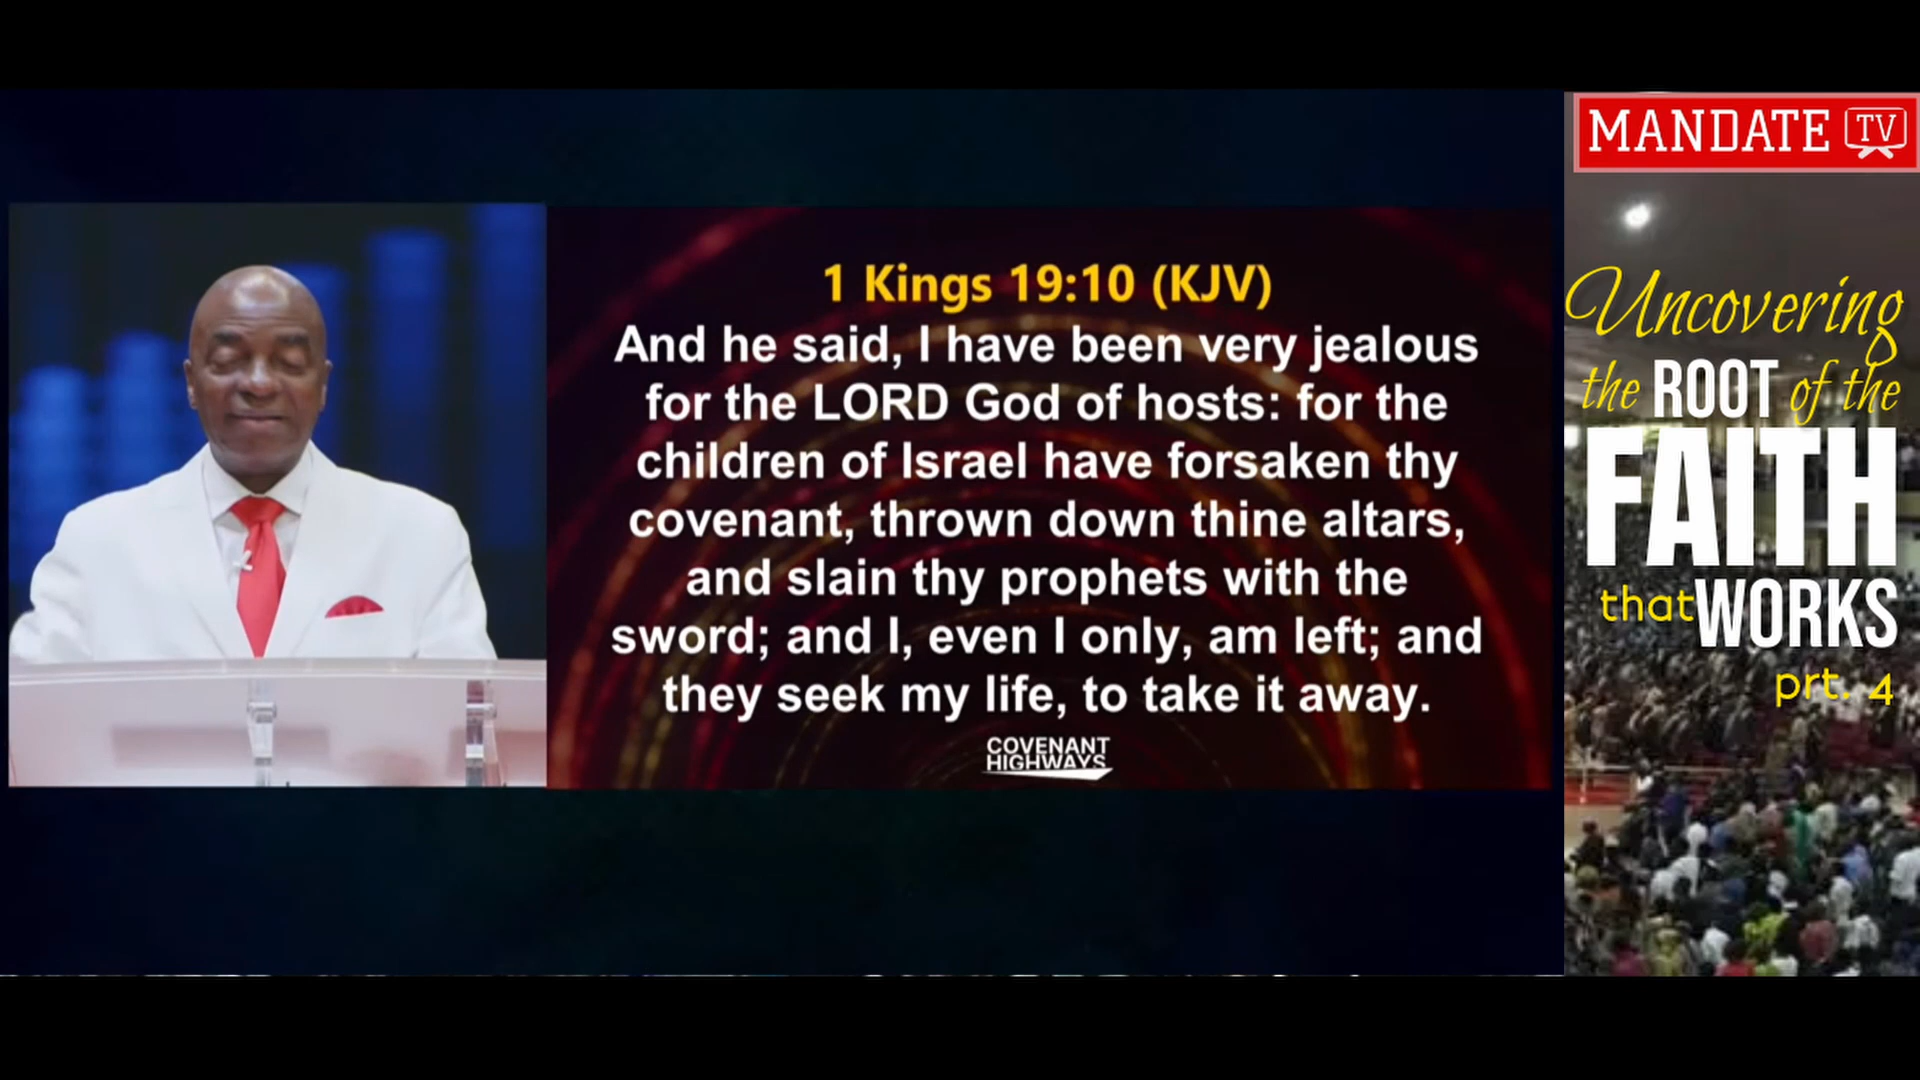 1 Kings 19:10 (KJV)
And he said, I have been very jealous
for the LORD God of hosts: for the
children of Israel have forsaken thy
covenant, thrown down thine altars,
and slain thy prophets with the
sword; and I, even I only, am left; and
they seek my life, to take it away.
COVENANT
HIGHWAYS
MANDATE TV
Uncovering
the ROOT of the
FAITH
that WORKS
prt. 4